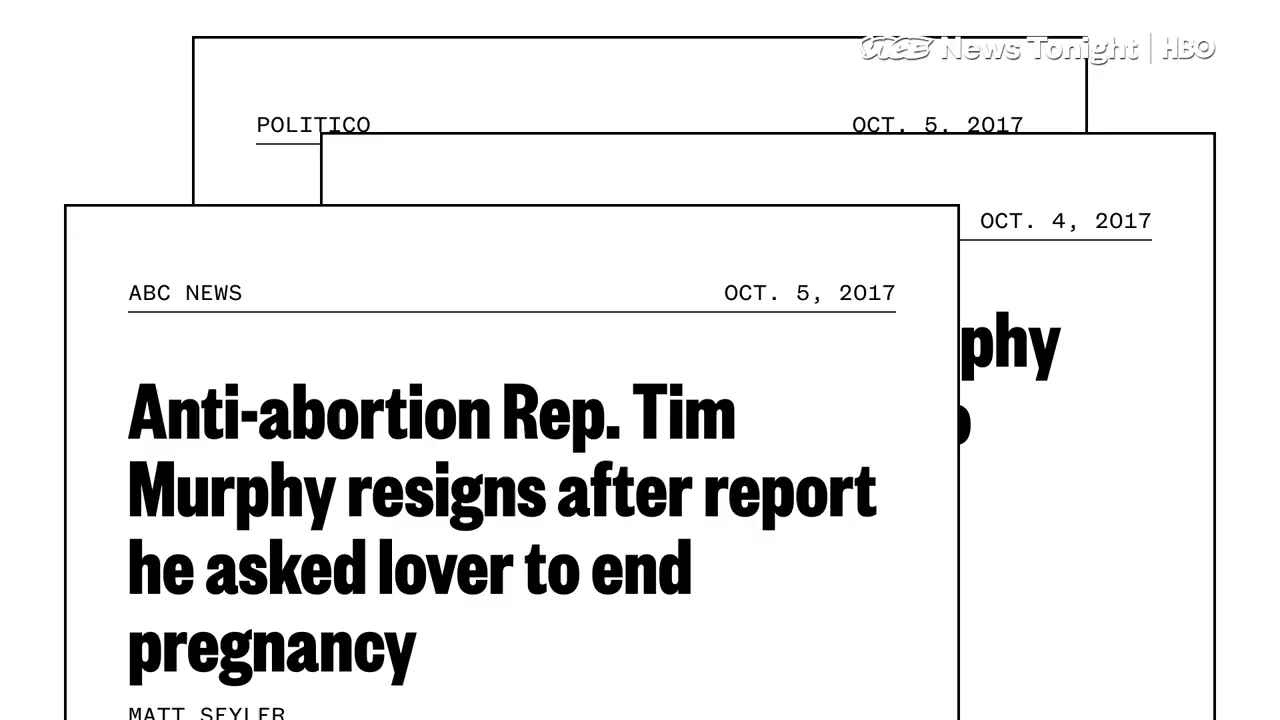 VICE News Tonight | HBO
POLITICO OCT. 5, 2017
OCT. 4, 2017
phy
ABC NEWS OCT. 5, 2017
Anti-abortion Rep. Tim
Murphy resigns after report
he asked lover to end
pregnancy
MATT SEYLER